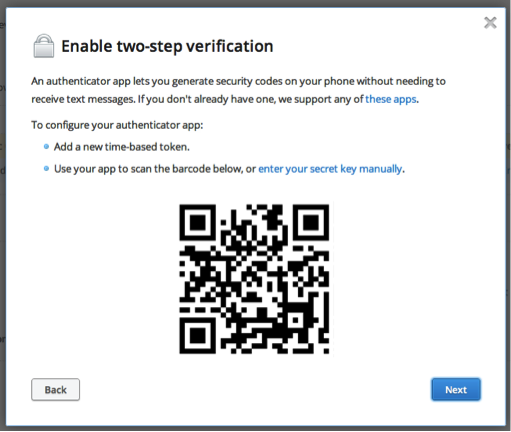 Enable two-step verification
An authenticator app lets you generate security codes on your phone without needing to
receive text messages. If you don't already have one, we support any of these apps.
To configure your authenticator app:
Add a new time-based token.
Use your app to scan the barcode below, or enter your secret key manually.
Back
Next